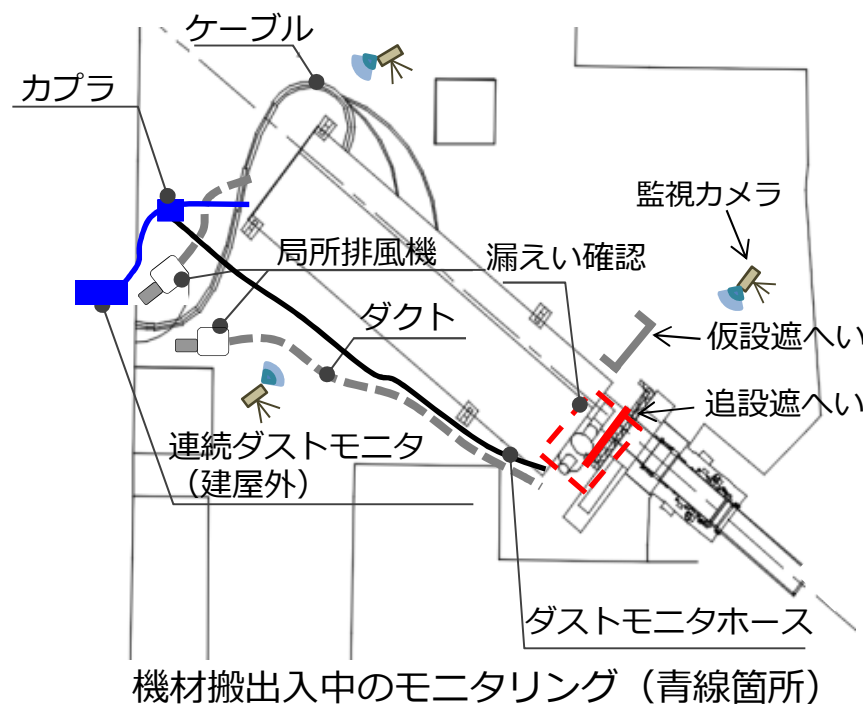 ケーブル
カプラ
監視カメラ
局所排風機
漏えい確認
ダクト
仮設遮へい
追設遮へい
連続ダストモニタ
（建屋外）
ダストモニタホース
機材搬出入中のモニタリング（青線箇所）